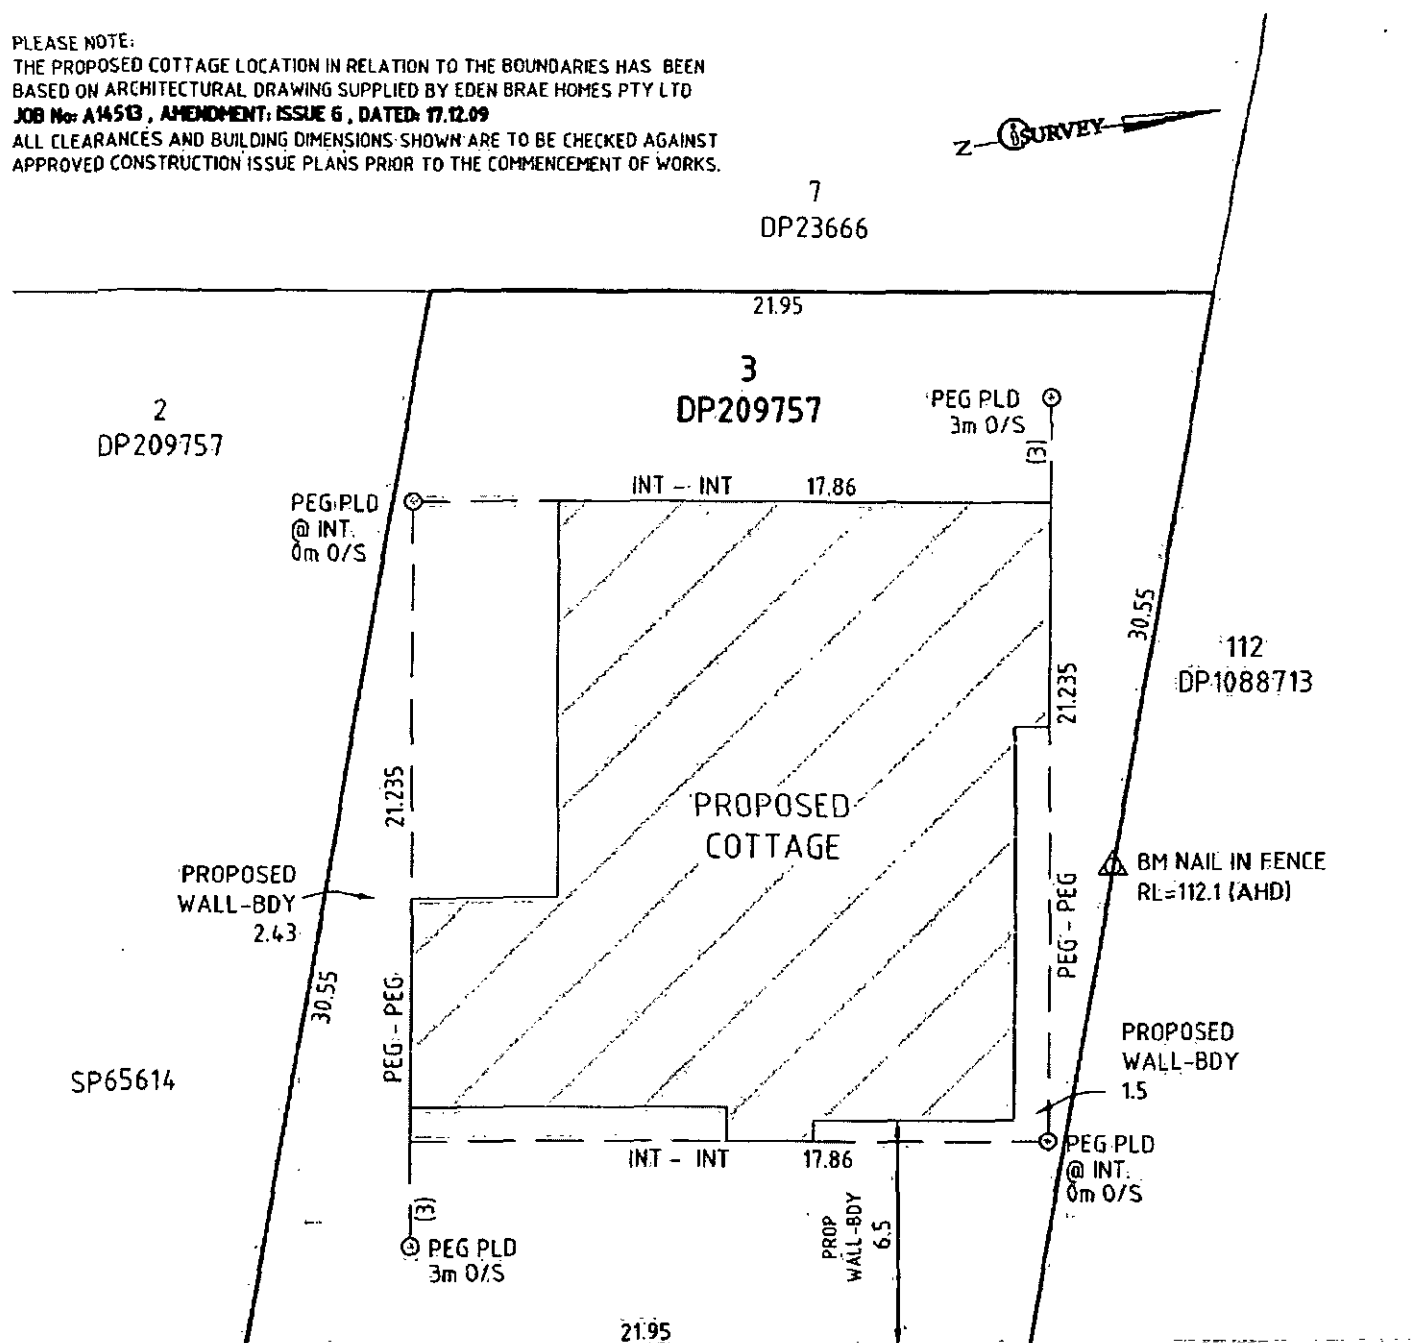 PLEASE NOTE:
THE PROPOSED COTTAGE LOCATION IN RELATION TO THE BOUNDARIES HAS BEEN
BASED ON ARCHITECTURAL DRAWING SUPPLIED BY EDEN BRAE HOMES PTY LTD
JOB No: A14513, AMENDMENT: ISSUE G, DATED: 17.12.09
ALL CLEARANCES AND BUILDING DIMENSIONS SHOWN ARE TO BE CHECKED AGAINST
APPROVED CONSTRUCTION ISSUE PLANS PRIOR TO THE COMMENCEMENT OF WORKS.
Z
SURVEY
7
DP23666
21.95
3
DP209757
2
DP209757
PEG PLD
3m O/S
(3)
INT - INT 17.86
PEG PLD
@ INT.
0m O/S
30.55
112
DP1088713
21.235
21.235
PROPOSED
COTTAGE
PROPOSED
WALL-BDY
2.43
BM NAIL IN FENCE
RL=112.1 (AHD)
PEG - PEG
PEG - PEG
30.55
SP65614
PROPOSED
WALL-BDY
1.5
INT - INT 17.86
PEG PLD
@ INT.
0m O/S
(3)
PEG PLD
3m O/S
PROP
WALL-BDY
6.5
21.95